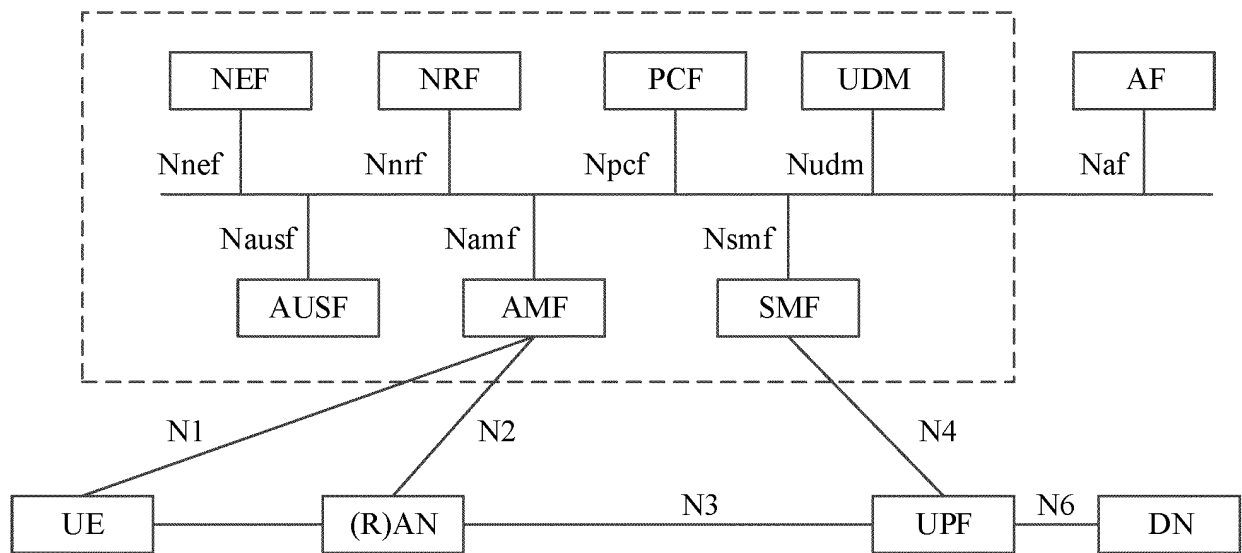 NEF NRF PCF UDM AF
Nnef Nnrf Npcf Nudm Naf
Nausf Namf Nsmf
AUSF AMF SMF
N1 N2 N4
N3 N6
UE (R)AN UPF DN